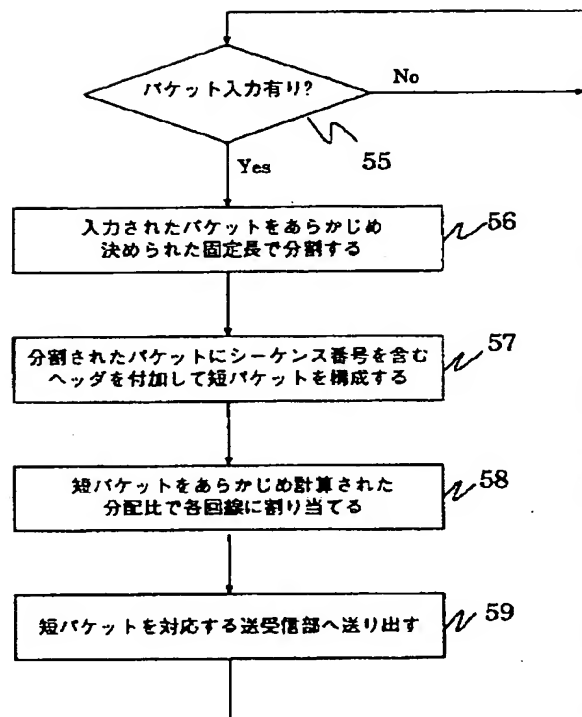 パケット入力有り?
No
55
Yes
入力されたパケットをあらかじめ
決められた固定長で分割する
56
分割されたパケットにシーケンス番号を含む
ヘッダを付加して短パケットを構成する
57
短パケットをあらかじめ計算された
分配比で各回線に割り当てる
58
短パケットを対応する送受信部へ送り出す
59